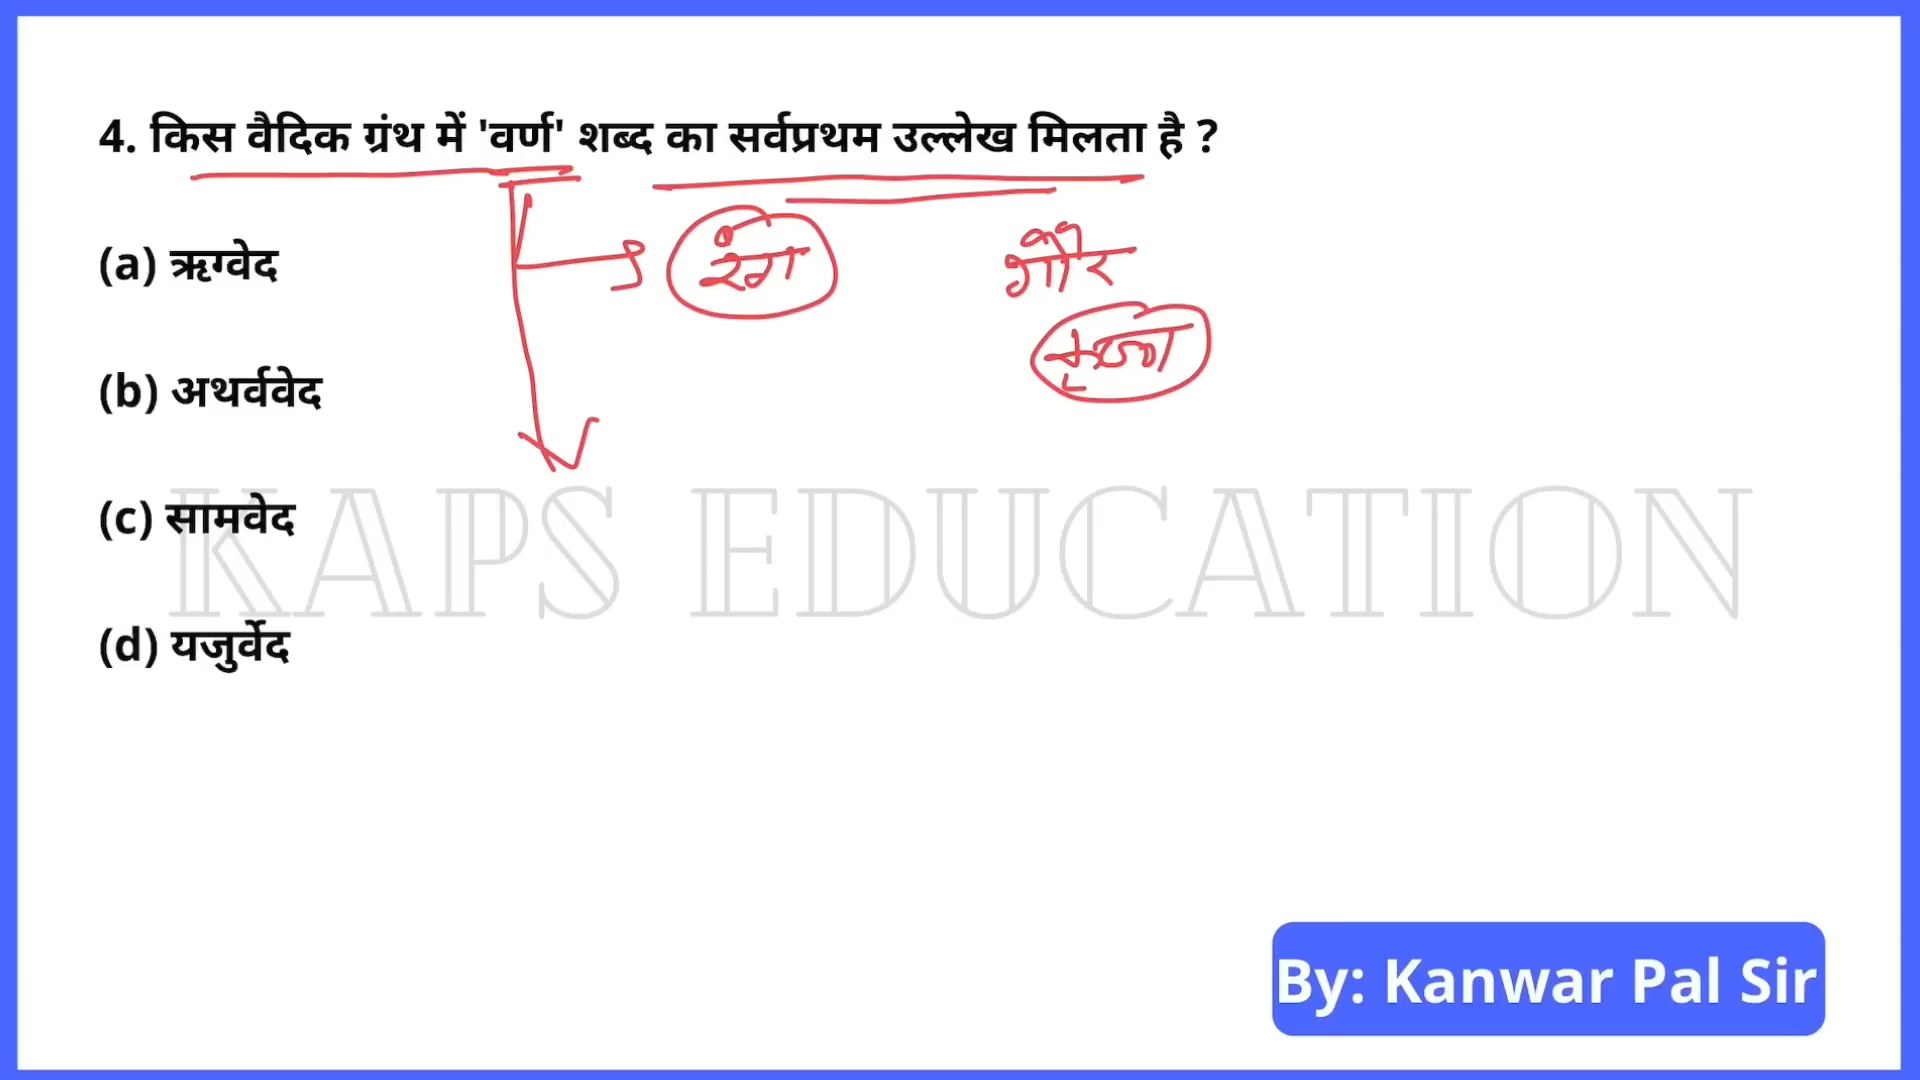 4. किस वैदिक ग्रंथ में 'वर्ण' शब्द का सर्वप्रथम उल्लेख मिलता है ?
रंग
गौर
(a) ऋग्वेद
(b) अथर्ववेद
(c) सामवेद
KAPS EDUCATION
(d) यजुर्वेद
By: Kanwar Pal Sir